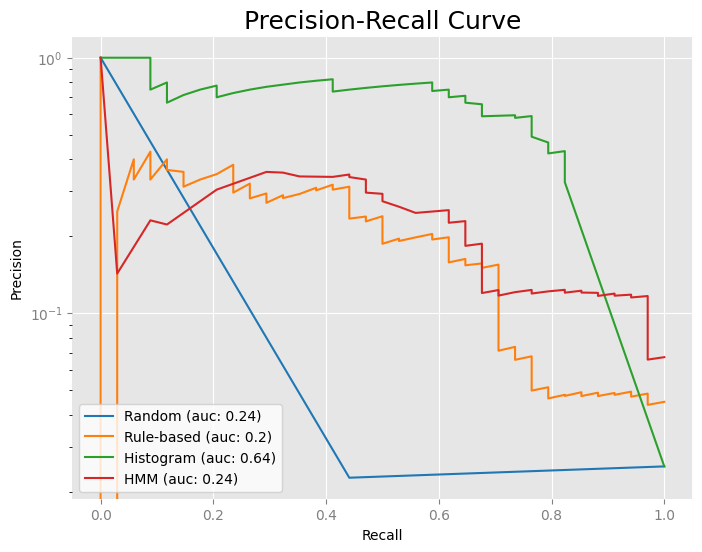 Precision-Recall Curve
10⁰
10⁻¹
Precision
Random (auc: 0.24)
Rule-based (auc: 0.2)
Histogram (auc: 0.64)
HMM (auc: 0.24)
0.0 0.2 0.4 0.6 0.8 1.0
Recall